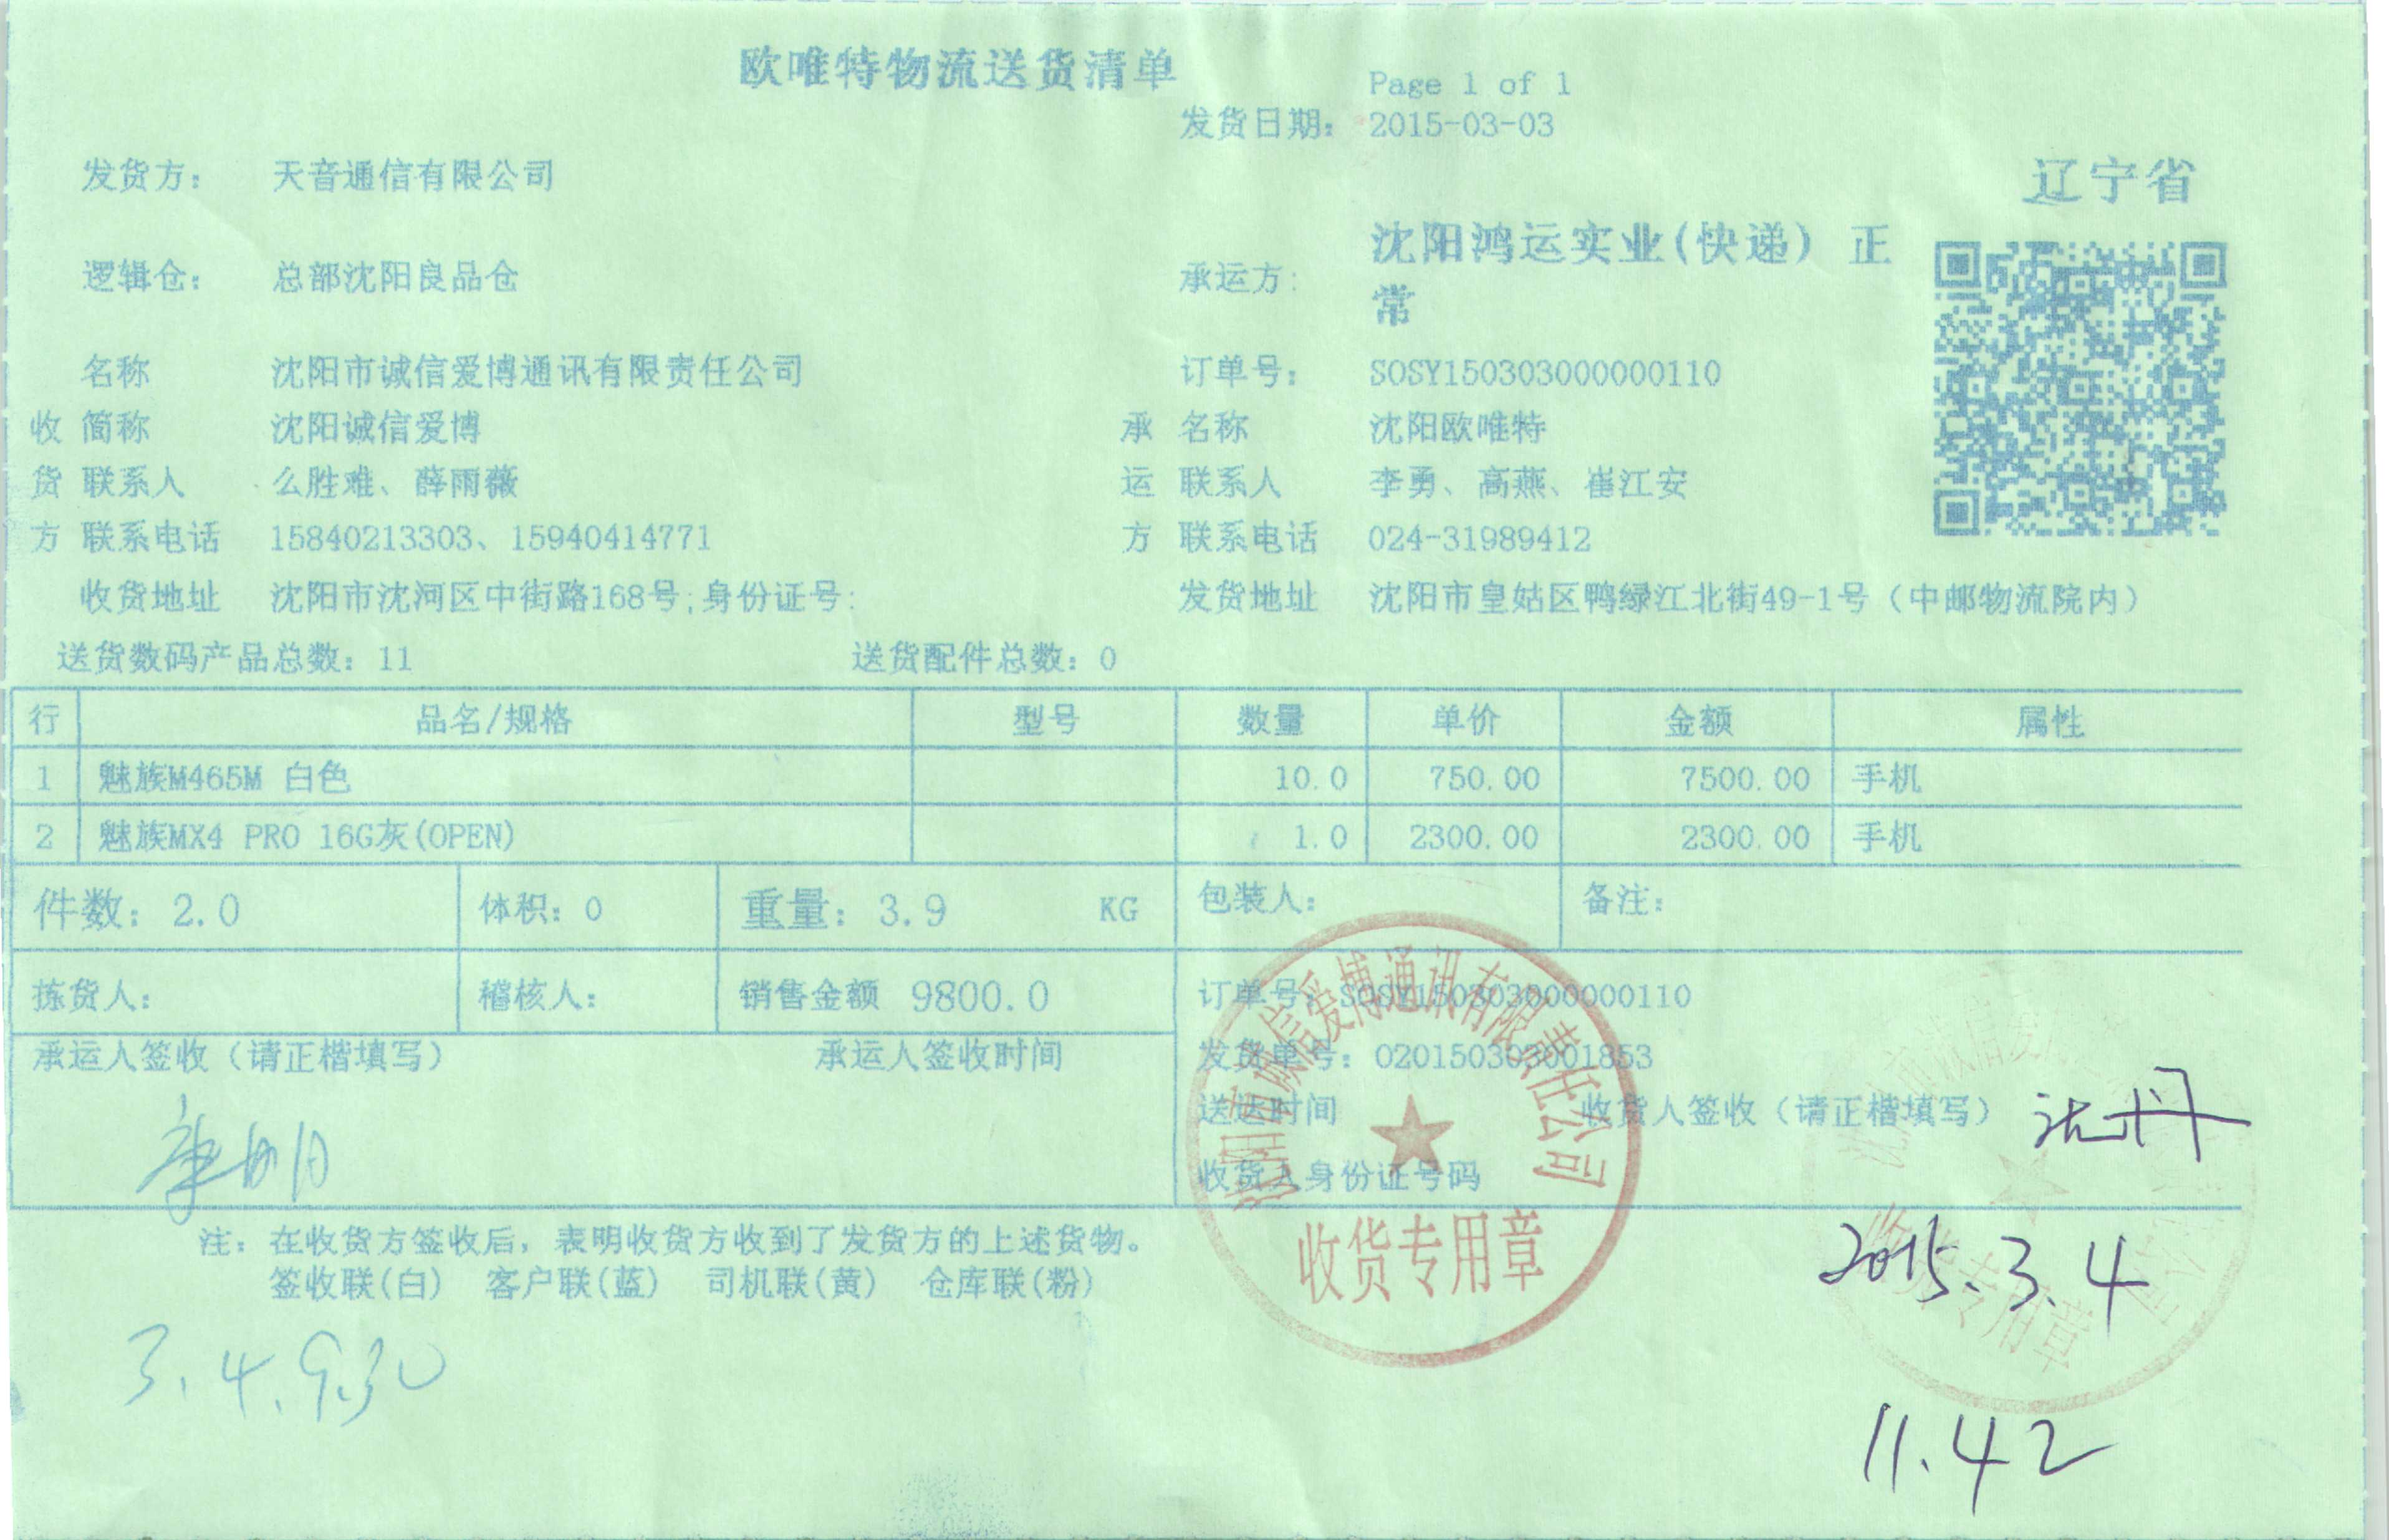 欧唯特物流送货清单
Page 1 of 1
发货日期： 2015-03-03
发货方： 天音通信有限公司
辽宁省
逻辑仓： 总部沈阳良品仓 承运方： 沈阳鸿运实业(快递) 正
常
名称 沈阳市诚信爱博通讯有限责任公司 订单号： SOSY150303000000110
收 简称 沈阳诚信爱博 承 名称 沈阳欧唯特
货 联系人 么胜难、薛雨薇 运 联系人 李勇、高燕、崔江安
方 联系电话 15840213303、15940414771 方 联系电话 024-31989412
收货地址 沈阳市沈河区中街路168号;身份证号: 发货地址 沈阳市皇姑区鸭绿江北街49-1号（中邮物流院内）
送货数码产品总数：11 送货配件总数：0
行 品名/规格 型号 数量 单价 金额 属性
1 魅族M465M 白色 10.0 750.00 7500.00 手机
2 魅族MX4 PRO 16G灰(OPEN) 1.0 2300.00 2300.00 手机
件数：2.0 体积：0 重量：3.9 KG 包装人： 备注：
拣货人： 稽核人： 销售金额 9800.0 订单号：SOSY150303000000110
承运人签收（请正楷填写） 承运人签收时间 发货单号：020150303001853
送达时间 收货人签收（请正楷填写） 沈丹
收货人身份证号码
沈阳市诚信爱博通讯有限责任公司
收货专用章
注：在收货方签收后，表明收货方收到了发货方的上述货物。
签收联(白) 客户联(蓝) 司机联(黄) 仓库联(粉)
2015.3.4
3.4.9.30
11.42